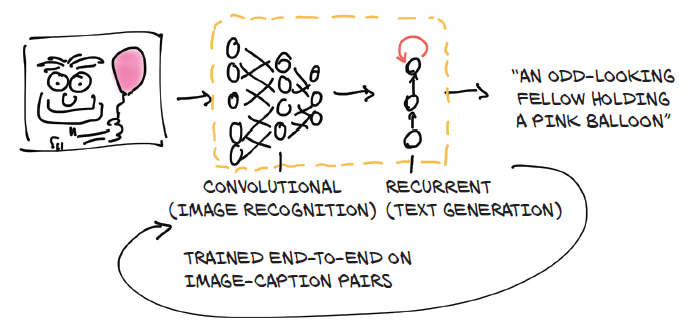 "AN ODD-LOOKING
FELLOW HOLDING
A PINK BALLOON"
CONVOLUTIONAL
(IMAGE RECOGNITION)
RECURRENT
(TEXT GENERATION)
TRAINED END-TO-END ON
IMAGE-CAPTION PAIRS